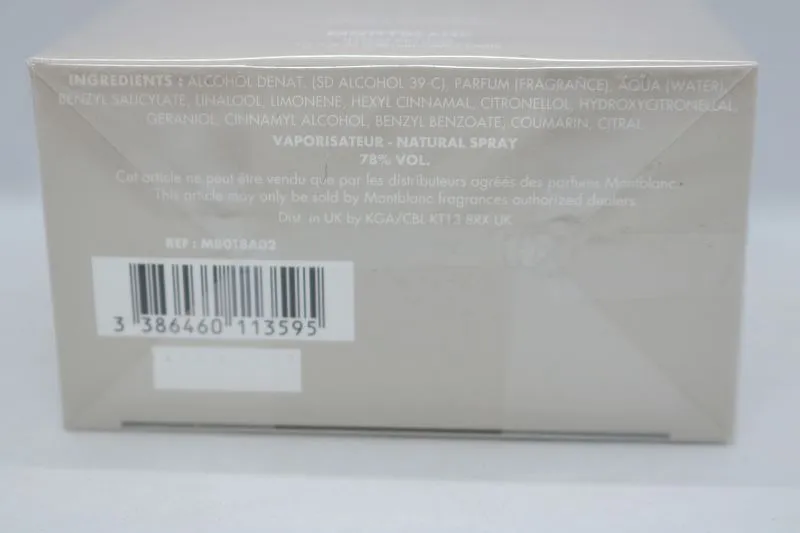 MONTBLANC
INGREDIENTS : ALCOHOL DENAT. (SD ALCOHOL 39-C), PARFUM (FRAGRANCE), AQUA (WATER),
BENZYL SALICYLATE, LINALOOL, LIMONENE, HEXYL CINNAMAL, CITRONELLOL, HYDROXYCITRONELLAL,
GERANIOL, CINNAMYL ALCOHOL, BENZYL BENZOATE, COUMARIN, CITRAL
VAPORISATEUR - NATURAL SPRAY
78% VOL.
Cet article ne peut être vendu que par les distributeurs agréés des parfums Montblanc.
This article may only be sold by Montblanc fragrances authorized dealers.
Dist. in UK by KGA/CBL KT13 8RX UK
REF : MB018A02
3 386460 113595